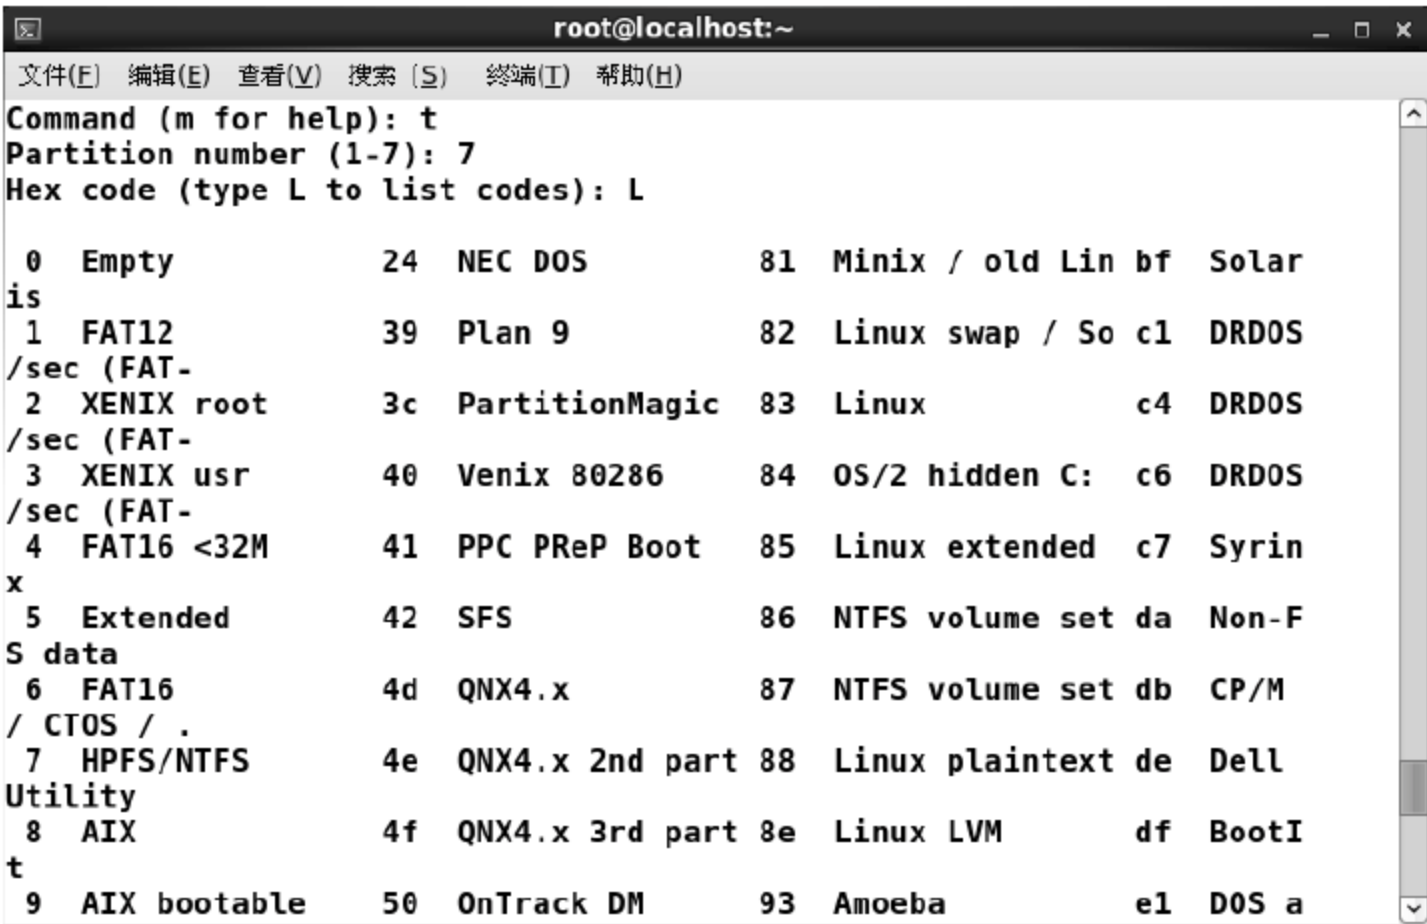 root@localhost:~
文件(F) 编辑(E) 查看(V) 搜索 (S) 终端(T) 帮助(H)
Command (m for help): t
Partition number (1-7): 7
Hex code (type L to list codes): L
0 Empty 24 NEC DOS 81 Minix / old Lin bf Solar
is
1 FAT12 39 Plan 9 82 Linux swap / So c1 DRDOS
/sec (FAT-
2 XENIX root 3c PartitionMagic 83 Linux c4 DRDOS
/sec (FAT-
3 XENIX usr 40 Venix 80286 84 OS/2 hidden C: c6 DRDOS
/sec (FAT-
4 FAT16 <32M 41 PPC PReP Boot 85 Linux extended c7 Syrin
x
5 Extended 42 SFS 86 NTFS volume set da Non-F
S data
6 FAT16 4d QNX4.x 87 NTFS volume set db CP/M
/ CTOS / .
7 HPFS/NTFS 4e QNX4.x 2nd part 88 Linux plaintext de Dell
Utility
8 AIX 4f QNX4.x 3rd part 8e Linux LVM df BootI
t
9 AIX bootable 50 OnTrack DM 93 Amoeba e1 DOS a